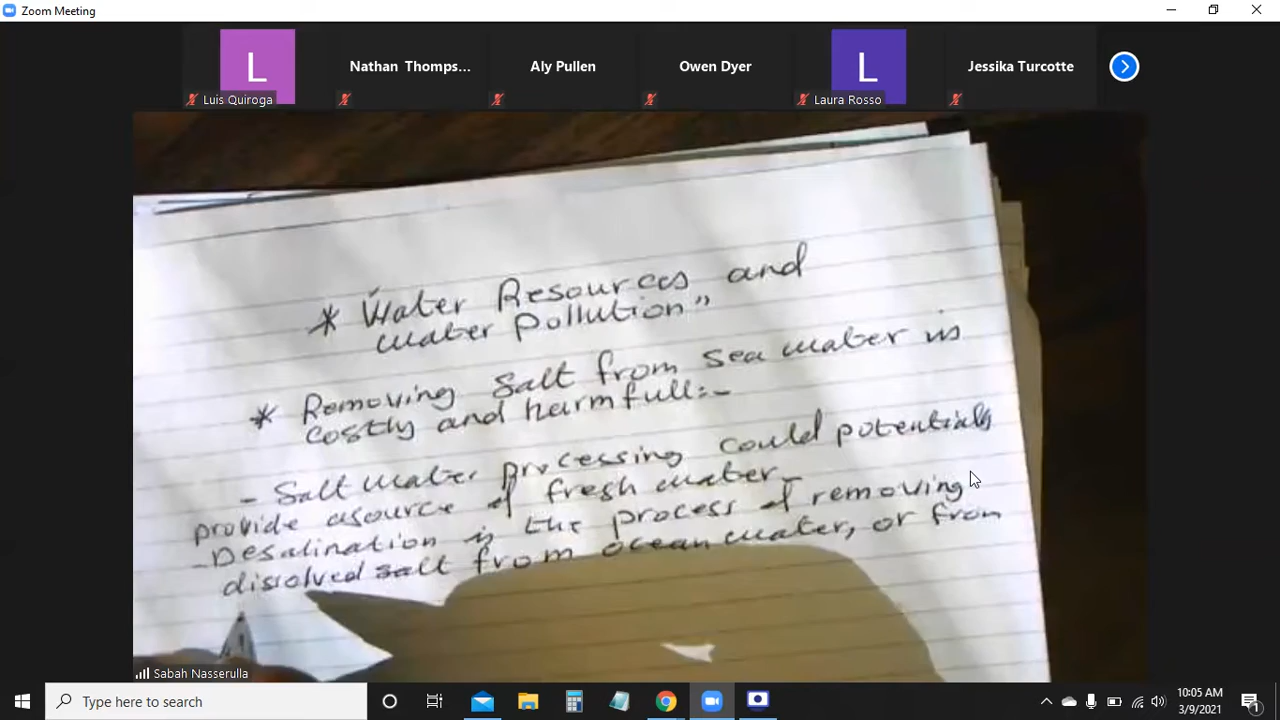 Zoom Meeting
L
Luis Quiroga
Nathan Thomps...
Aly Pullen
Owen Dyer
L
Laura Rosso
Jessika Turcotte
* "Water Resources and
water pollution"
* Removing Salt from sea water is
costly and harmfull:-
- Salt water processing could potentially
provide a source of fresh water-
- Desalination is the process of removing
dissolved salt from ocean water, or from
Sabah Nasserulla
Type here to search
10:05 AM
3/9/2021
1